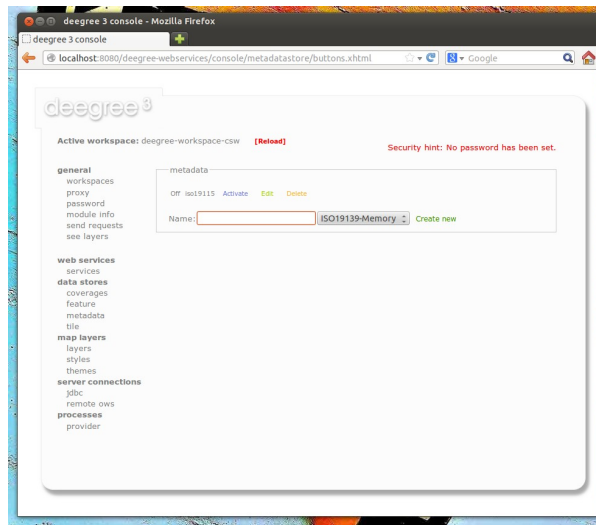 deegree 3 console - Mozilla Firefox
deegree 3 console
localhost:8080/deegree-webservices/console/metadatastore/buttons.xhtml
Google
deegree 3
Active workspace: deegree-workspace-csw [Reload]
Security hint: No password has been set.
general
workspaces
proxy
password
module info
send requests
see layers
web services
services
data stores
coverages
feature
metadata
tile
map layers
layers
styles
themes
server connections
jdbc
remote ows
processes
provider
metadata
Off iso19115 Activate Edit Delete
Name: ISO19139-Memory Create new